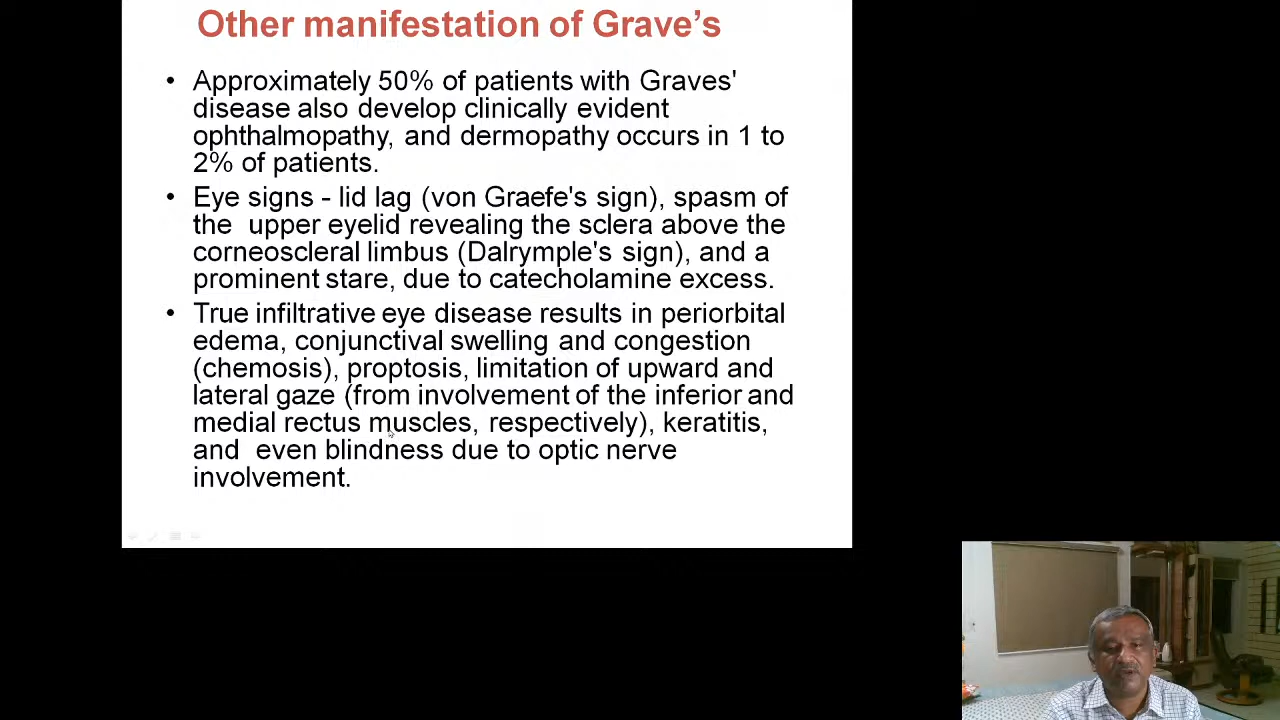 Other manifestation of Grave’s
• Approximately 50% of patients with Graves'
disease also develop clinically evident
ophthalmopathy, and dermopathy occurs in 1 to
2% of patients.
• Eye signs - lid lag (von Graefe's sign), spasm of
the  upper eyelid revealing the sclera above the
corneoscleral limbus (Dalrymple's sign), and a
prominent stare, due to catecholamine excess.
• True infiltrative eye disease results in periorbital
edema, conjunctival swelling and congestion
(chemosis), proptosis, limitation of upward and
lateral gaze (from involvement of the inferior and
medial rectus muscles, respectively), keratitis,
and  even blindness due to optic nerve
involvement.